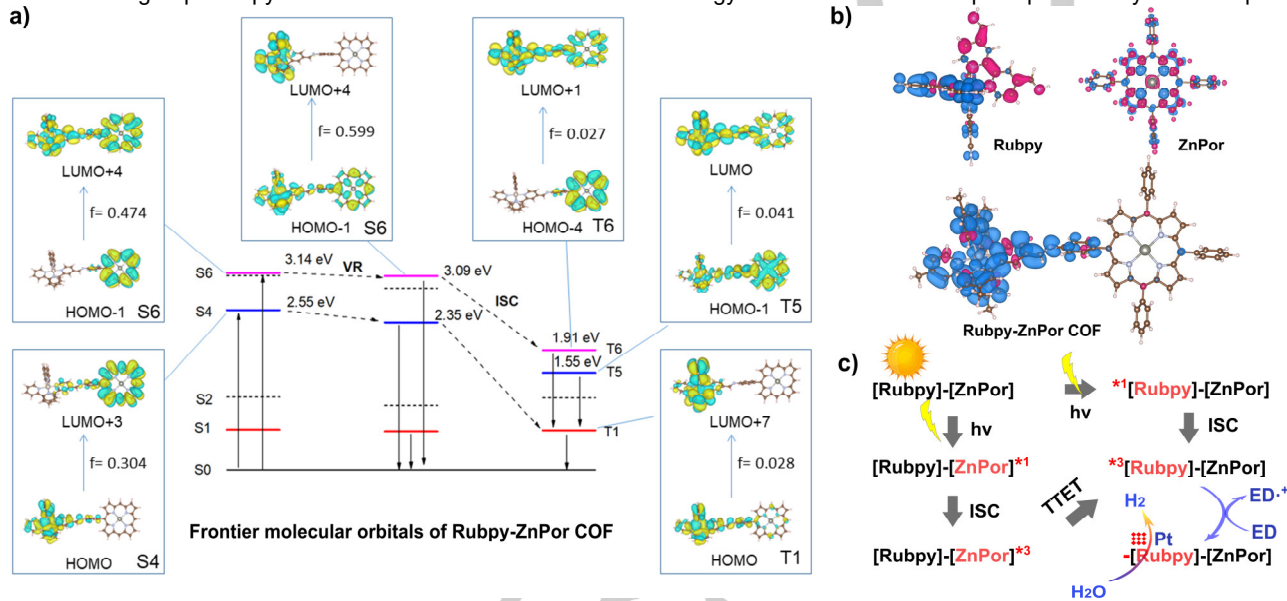 a)
LUMO+4
f= 0.599
HOMO-1 S6
LUMO+1
f= 0.027
HOMO-4 T6
LUMO+4
f= 0.474
HOMO-1 S6
LUMO
f= 0.041
HOMO-1 T5
LUMO+3
f= 0.304
HOMO S4
LUMO+7
f= 0.028
HOMO T1
S6 3.14 eV VR 3.09 eV
S4 2.55 eV 2.35 eV ISC
1.91 eV T6
1.55 eV T5
S2
S1 T1
S0
Frontier molecular orbitals of Rubpy-ZnPor COF
b)
Rubpy ZnPor
Rubpy-ZnPor COF
c)
[Rubpy]-[ZnPor] hν *1[Rubpy]-[ZnPor]
hν ISC
[Rubpy]-[ZnPor]*1 *3[Rubpy]-[ZnPor]
ISC TTET H2 ED·+
Pt ED
[Rubpy]-[ZnPor]*3 -[Rubpy]-[ZnPor]
H2O